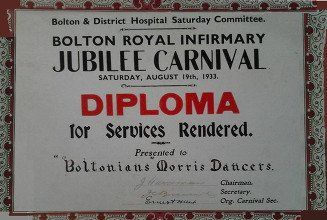 Bolton & District Hospital Saturday Committee.
BOLTON ROYAL INFIRMARY
JUBILEE CARNIVAL
SATURDAY, AUGUST 19th, 1933.
DIPLOMA
for Services Rendered.
Presented to
"Boltonians Morris Dancers.
Chairman.
Secretary.
Org. Carnival Sec.